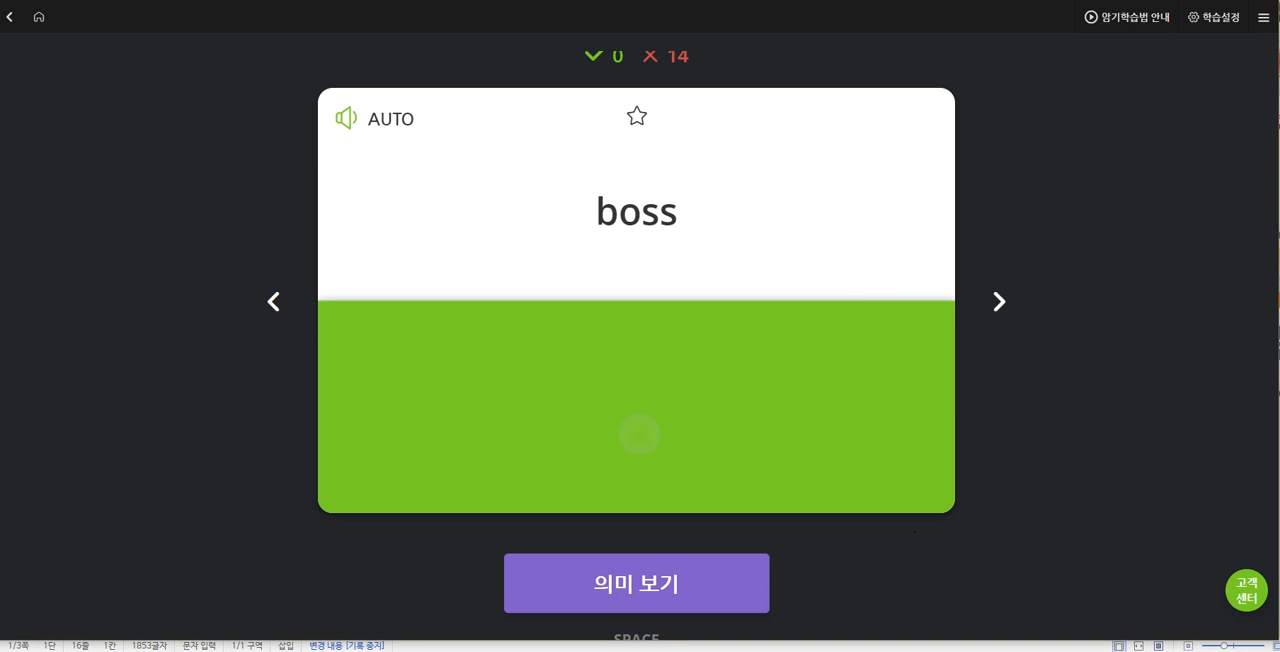 암기학습법 안내 학습설정
0 14
AUTO
boss
의미 보기
고객
센터
SPACE
1/3쪽 1단 16줄 1칸 1853글자 문자 입력 1/1 구역 삽입 변경 내용 [기록 중지]